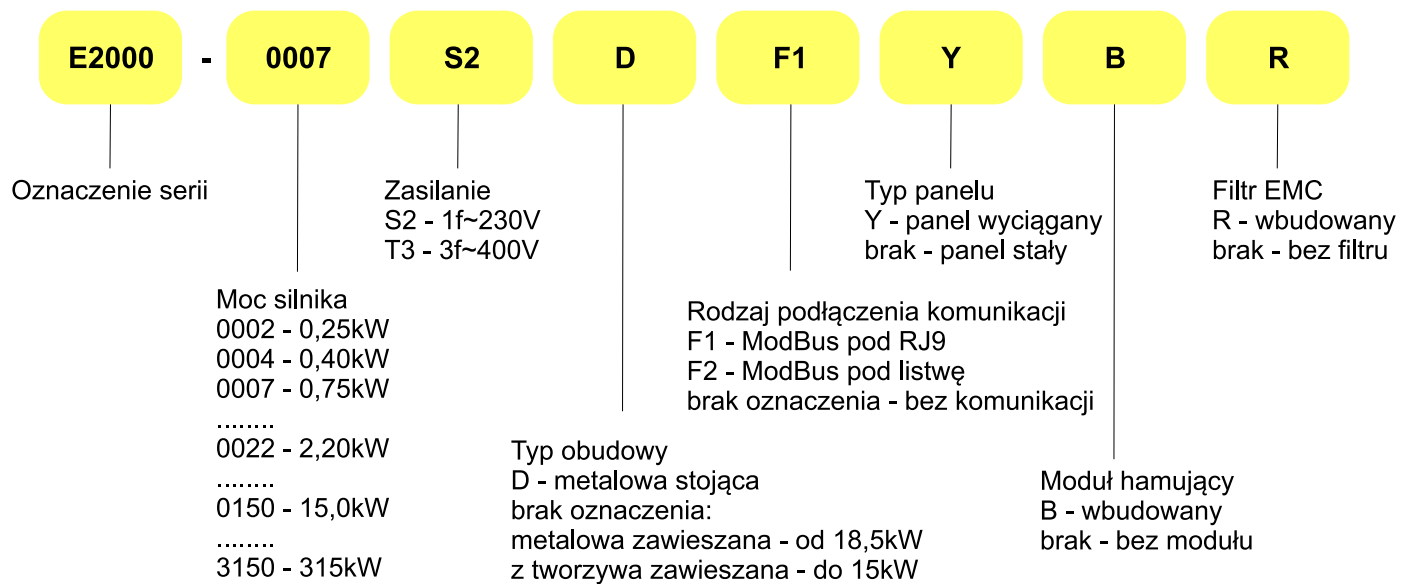 E2000 - 0007 S2 D F1 Y B R
Oznaczenie serii
Zasilanie
S2 - 1f~230V
T3 - 3f~400V
Typ panelu
Y - panel wyciągany
brak - panel stały
Filtr EMC
R - wbudowany
brak - bez filtru
Moc silnika
0002 - 0,25kW
0004 - 0,40kW
0007 - 0,75kW
........
0022 - 2,20kW
........
0150 - 15,0kW
........
3150 - 315kW
Rodzaj podłączenia komunikacji
F1 - ModBus pod RJ9
F2 - ModBus pod listwę
brak oznaczenia - bez komunikacji
Typ obudowy
D - metalowa stojąca
brak oznaczenia:
metalowa zawieszana - od 18,5kW
z tworzywa zawieszana - do 15kW
Moduł hamujący
B - wbudowany
brak - bez modułu